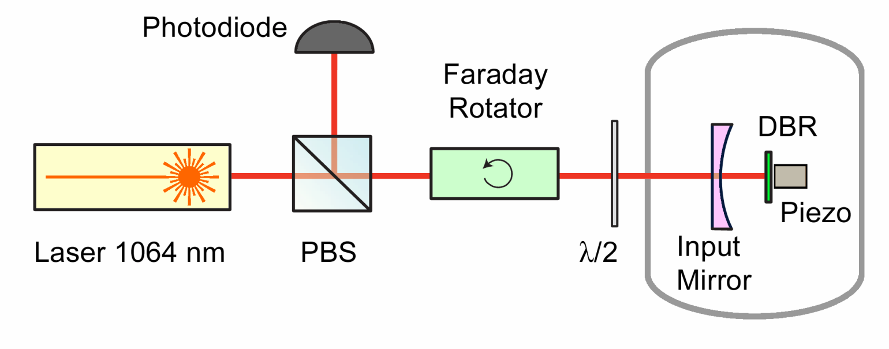 Photodiode
Faraday
Rotator
DBR
Piezo
Laser 1064 nm
PBS
λ/2
Input
Mirror